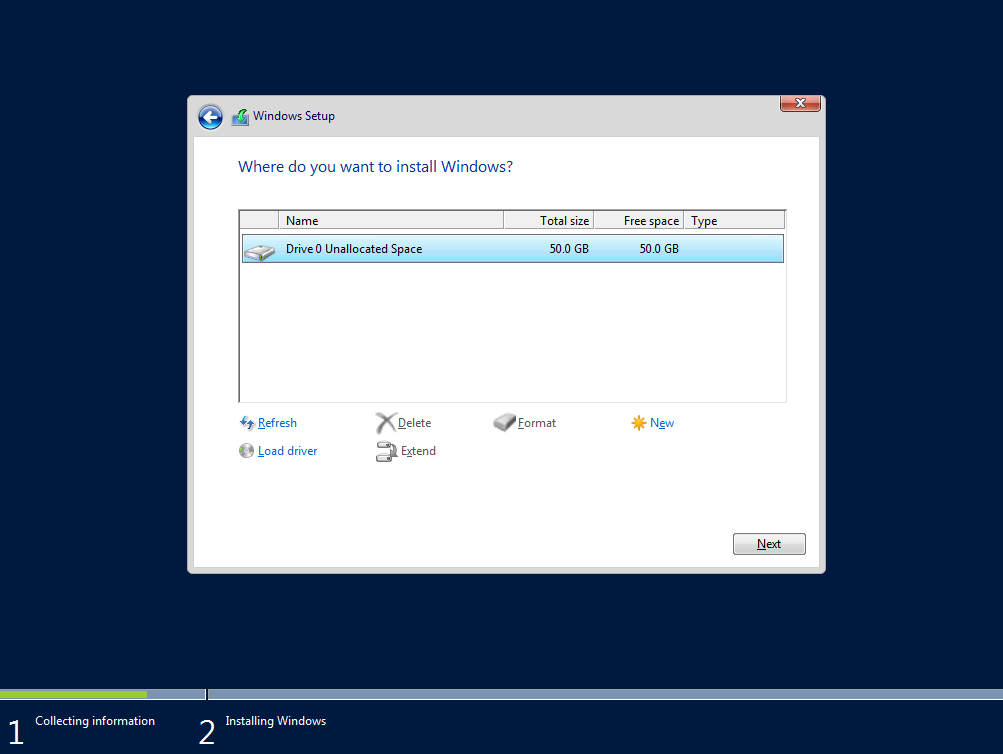 Windows Setup
Where do you want to install Windows?
Name Total size Free space Type
Drive 0 Unallocated Space 50.0 GB 50.0 GB
Refresh Delete Format New
Load driver Extend
Next
1 Collecting information 2 Installing Windows